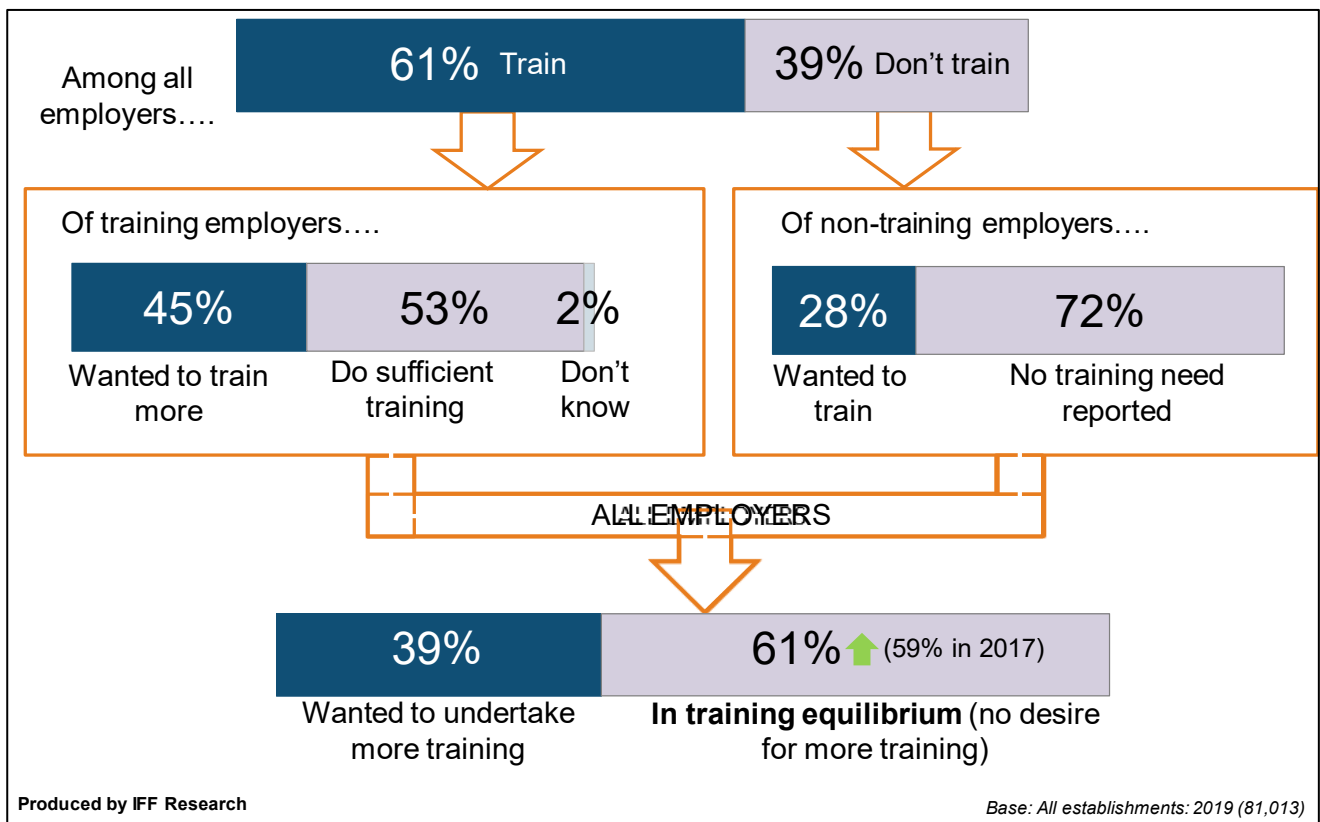 61% Train
39% Don't train
Among all
employers….
Of training employers….
45%
53%
2%
Wanted to train
more
Do sufficient
training
Don't
know
Of non-training employers….
28%
72%
Wanted to
train
No training need
reported
ALL EMPLOYERS
39%
61% (59% in 2017)
Wanted to undertake
more training
In training equilibrium (no desire
for more training)
Produced by IFF Research
Base: All establishments: 2019 (81,013)